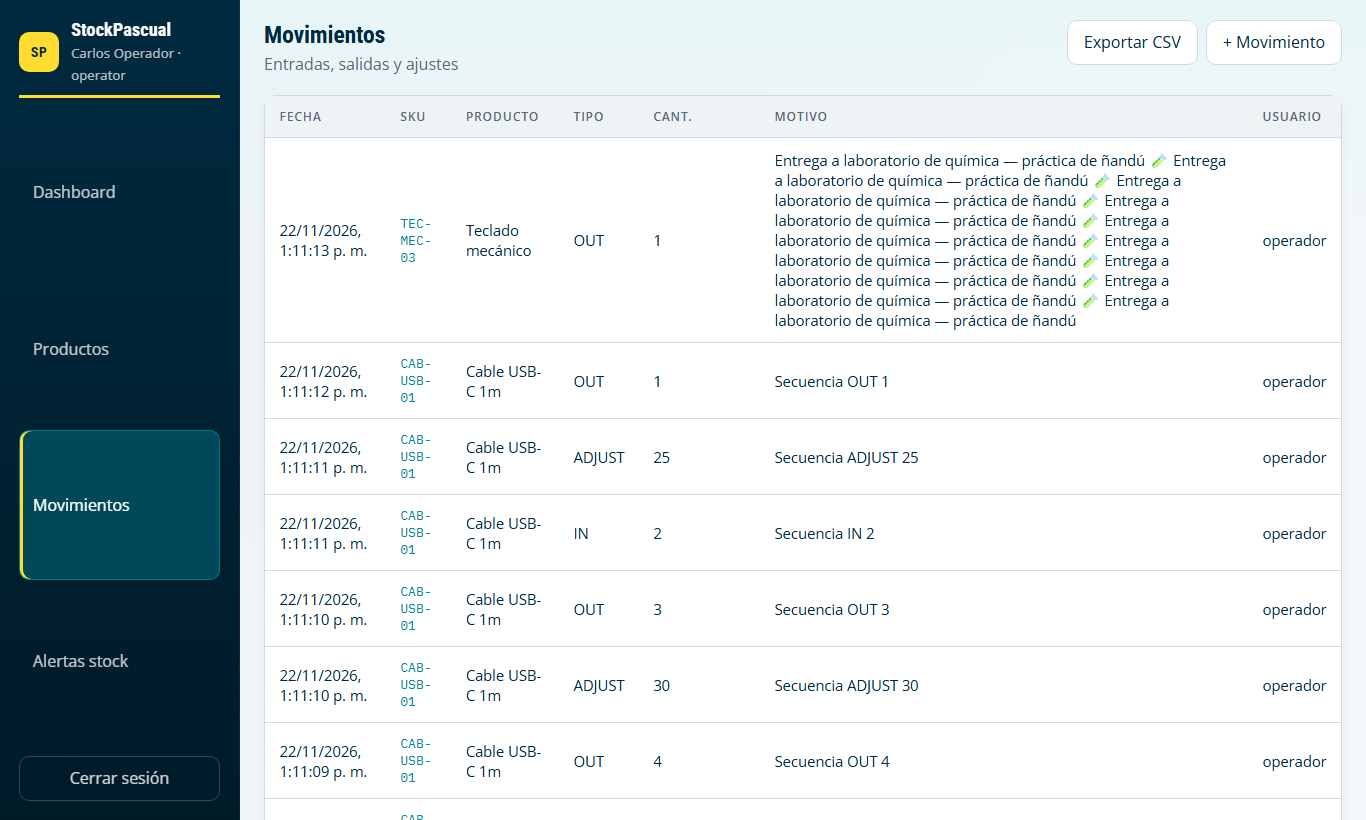 SP
StockPascual
Carlos Operador ·
operator
Dashboard
Productos
Movimientos
Alertas stock
Cerrar sesión
Movimientos
Entradas, salidas y ajustes
Exportar CSV
+ Movimiento
FECHA SKU PRODUCTO TIPO CANT. MOTIVO USUARIO
22/11/2026,
1:11:13 p. m.
TEC-
MEC-
03
Teclado
mecánico
OUT
1
Entrega a laboratorio de química — práctica de ñandú 🧪 Entrega
a laboratorio de química — práctica de ñandú 🧪 Entrega a
laboratorio de química — práctica de ñandú 🧪 Entrega a
laboratorio de química — práctica de ñandú 🧪 Entrega a
laboratorio de química — práctica de ñandú 🧪 Entrega a
laboratorio de química — práctica de ñandú 🧪 Entrega a
laboratorio de química — práctica de ñandú 🧪 Entrega a
laboratorio de química — práctica de ñandú 🧪 Entrega a
laboratorio de química — práctica de ñandú
operador
22/11/2026,
1:11:12 p. m.
CAB-
USB-
01
Cable USB-
C 1m
OUT
1
Secuencia OUT 1
operador
22/11/2026,
1:11:11 p. m.
CAB-
USB-
01
Cable USB-
C 1m
ADJUST
25
Secuencia ADJUST 25
operador
22/11/2026,
1:11:11 p. m.
CAB-
USB-
01
Cable USB-
C 1m
IN
2
Secuencia IN 2
operador
22/11/2026,
1:11:10 p. m.
CAB-
USB-
01
Cable USB-
C 1m
OUT
3
Secuencia OUT 3
operador
22/11/2026,
1:11:10 p. m.
CAB-
USB-
01
Cable USB-
C 1m
ADJUST
30
Secuencia ADJUST 30
operador
22/11/2026,
1:11:09 p. m.
CAB-
USB-
01
Cable USB-
C 1m
OUT
4
Secuencia OUT 4
operador